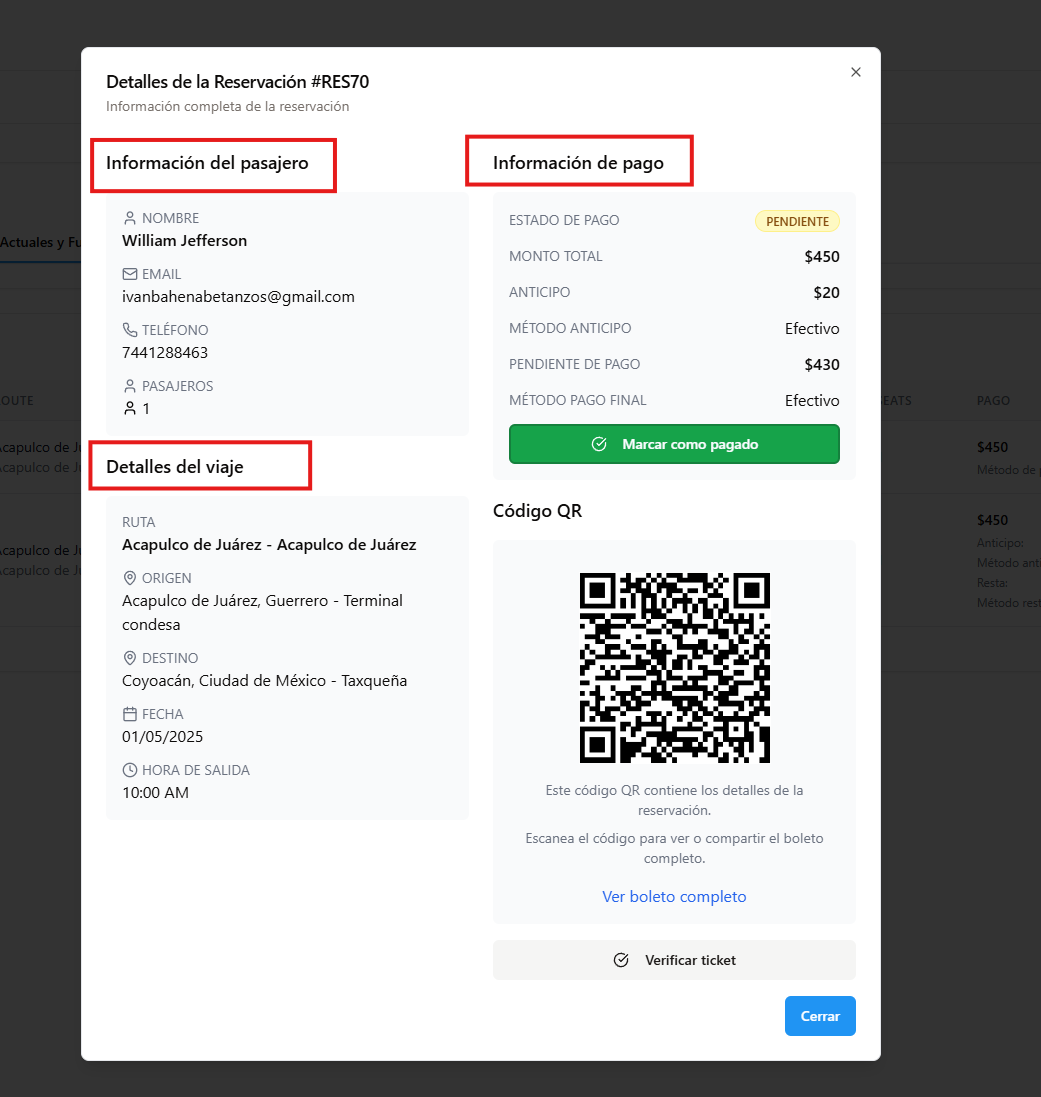 Detalles de la Reservación #RES70
Información completa de la reservación
Información del pasajero
NOMBRE
William Jefferson
EMAIL
ivanbahenabetanzos@gmail.com
TELÉFONO
7441288463
PASAJEROS
1
Detalles del viaje
RUTA
Acapulco de Juárez - Acapulco de Juárez
ORIGEN
Acapulco de Juárez, Guerrero - Terminal
condesa
DESTINO
Coyoacán, Ciudad de México - Taxqueña
FECHA
01/05/2025
HORA DE SALIDA
10:00 AM
Información de pago
ESTADO DE PAGO PENDIENTE
MONTO TOTAL $450
ANTICIPO $20
MÉTODO ANTICIPO Efectivo
PENDIENTE DE PAGO $430
MÉTODO PAGO FINAL Efectivo
Marcar como pagado
Código QR
Este código QR contiene los detalles de la
reservación.
Escanea el código para ver o compartir el boleto
completo.
Ver boleto completo
Verificar ticket
Cerrar
Actuales y Fu
OUTE
Acapulco de Ju
Acapulco de Ju
Acapulco de Ju
Acapulco de Ju
EATS
PAGO
$450
Método de
$450
Anticipo:
Método anti
Resta:
Método rest